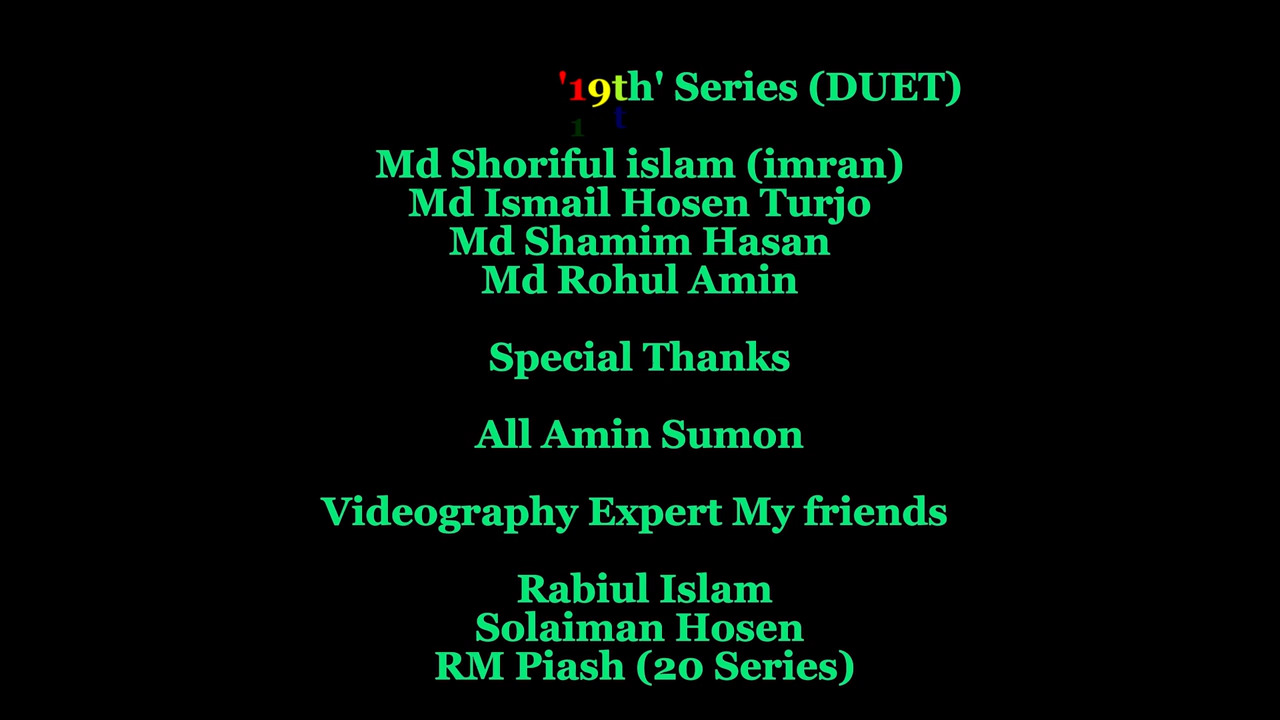 '19th' Series (DUET)
1 t
Md Shoriful islam (imran)
Md Ismail Hosen Turjo
Md Shamim Hasan
Md Rohul Amin
Special Thanks
All Amin Sumon
Videography Expert My friends
Rabiul Islam
Solaiman Hosen
RM Piash (20 Series)